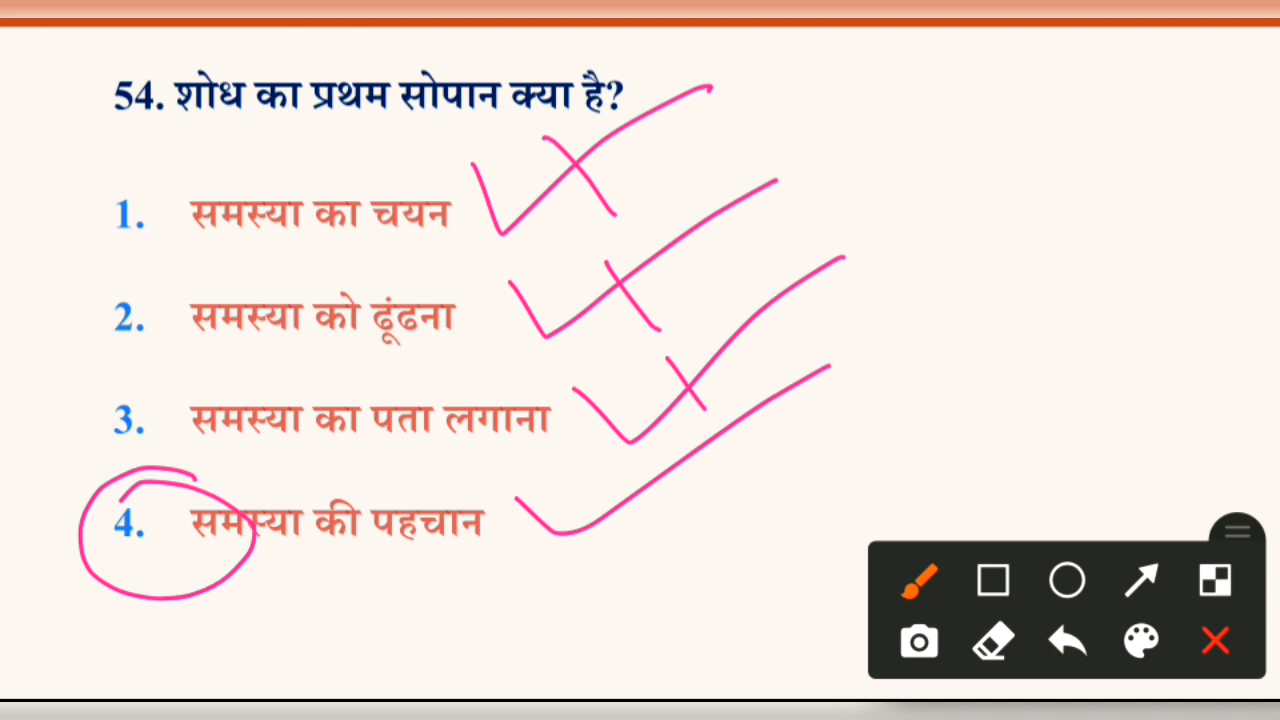 54. शोध का प्रथम सोपान क्या है?
1. समस्या का चयन
2. समस्या को ढूंढना
3. समस्या का पता लगाना
4. समस्या की पहचान